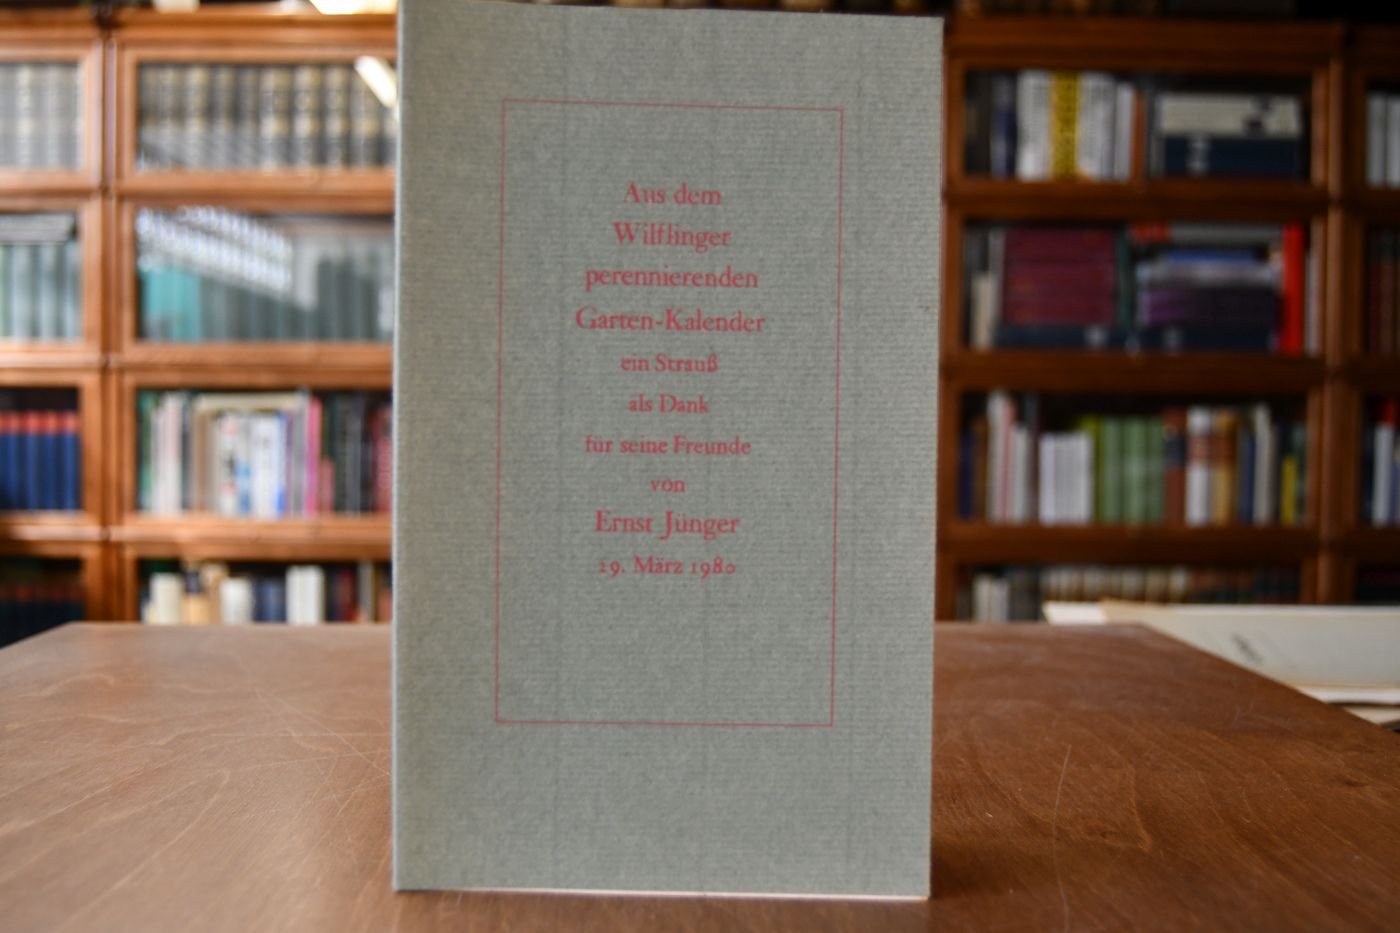 Aus dem
Wilflinger
perennierenden
Garten-Kalender
ein Strauß
als Dank
für seine Freunde
von
Ernst Jünger
29. März 1980